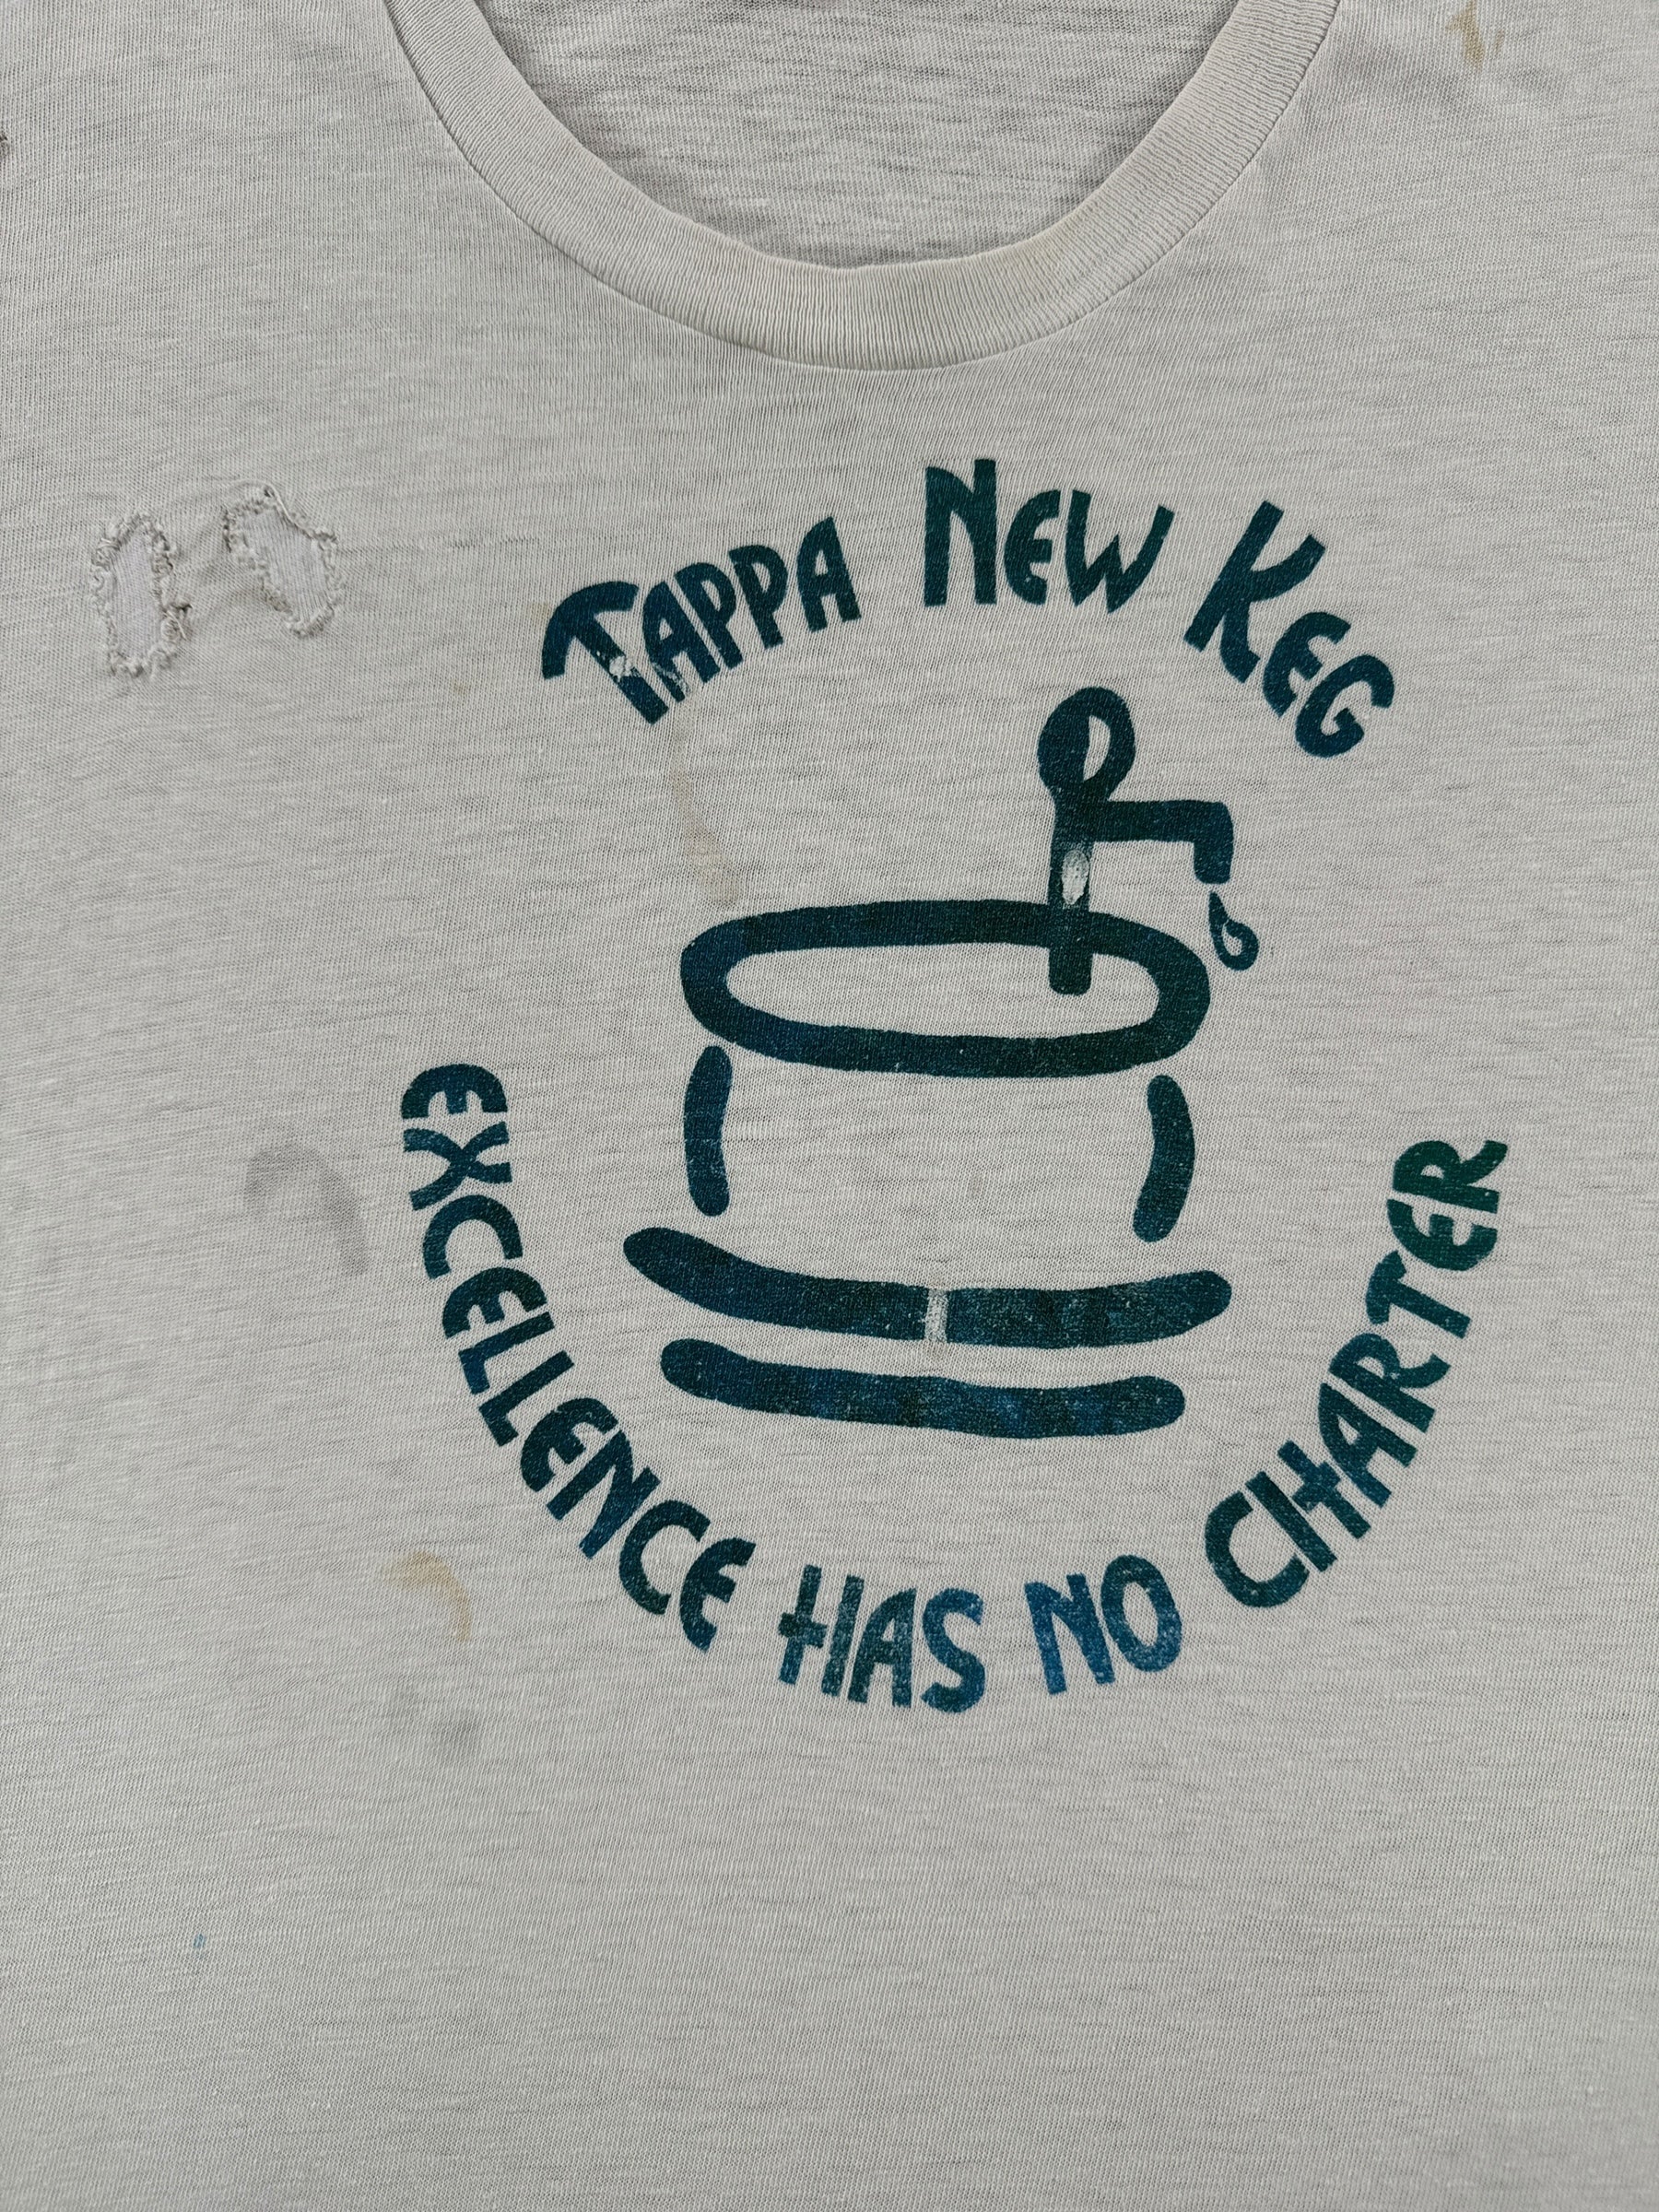 TAPPA NEW KEG
EXCELLENCE HAS NO CHARTER